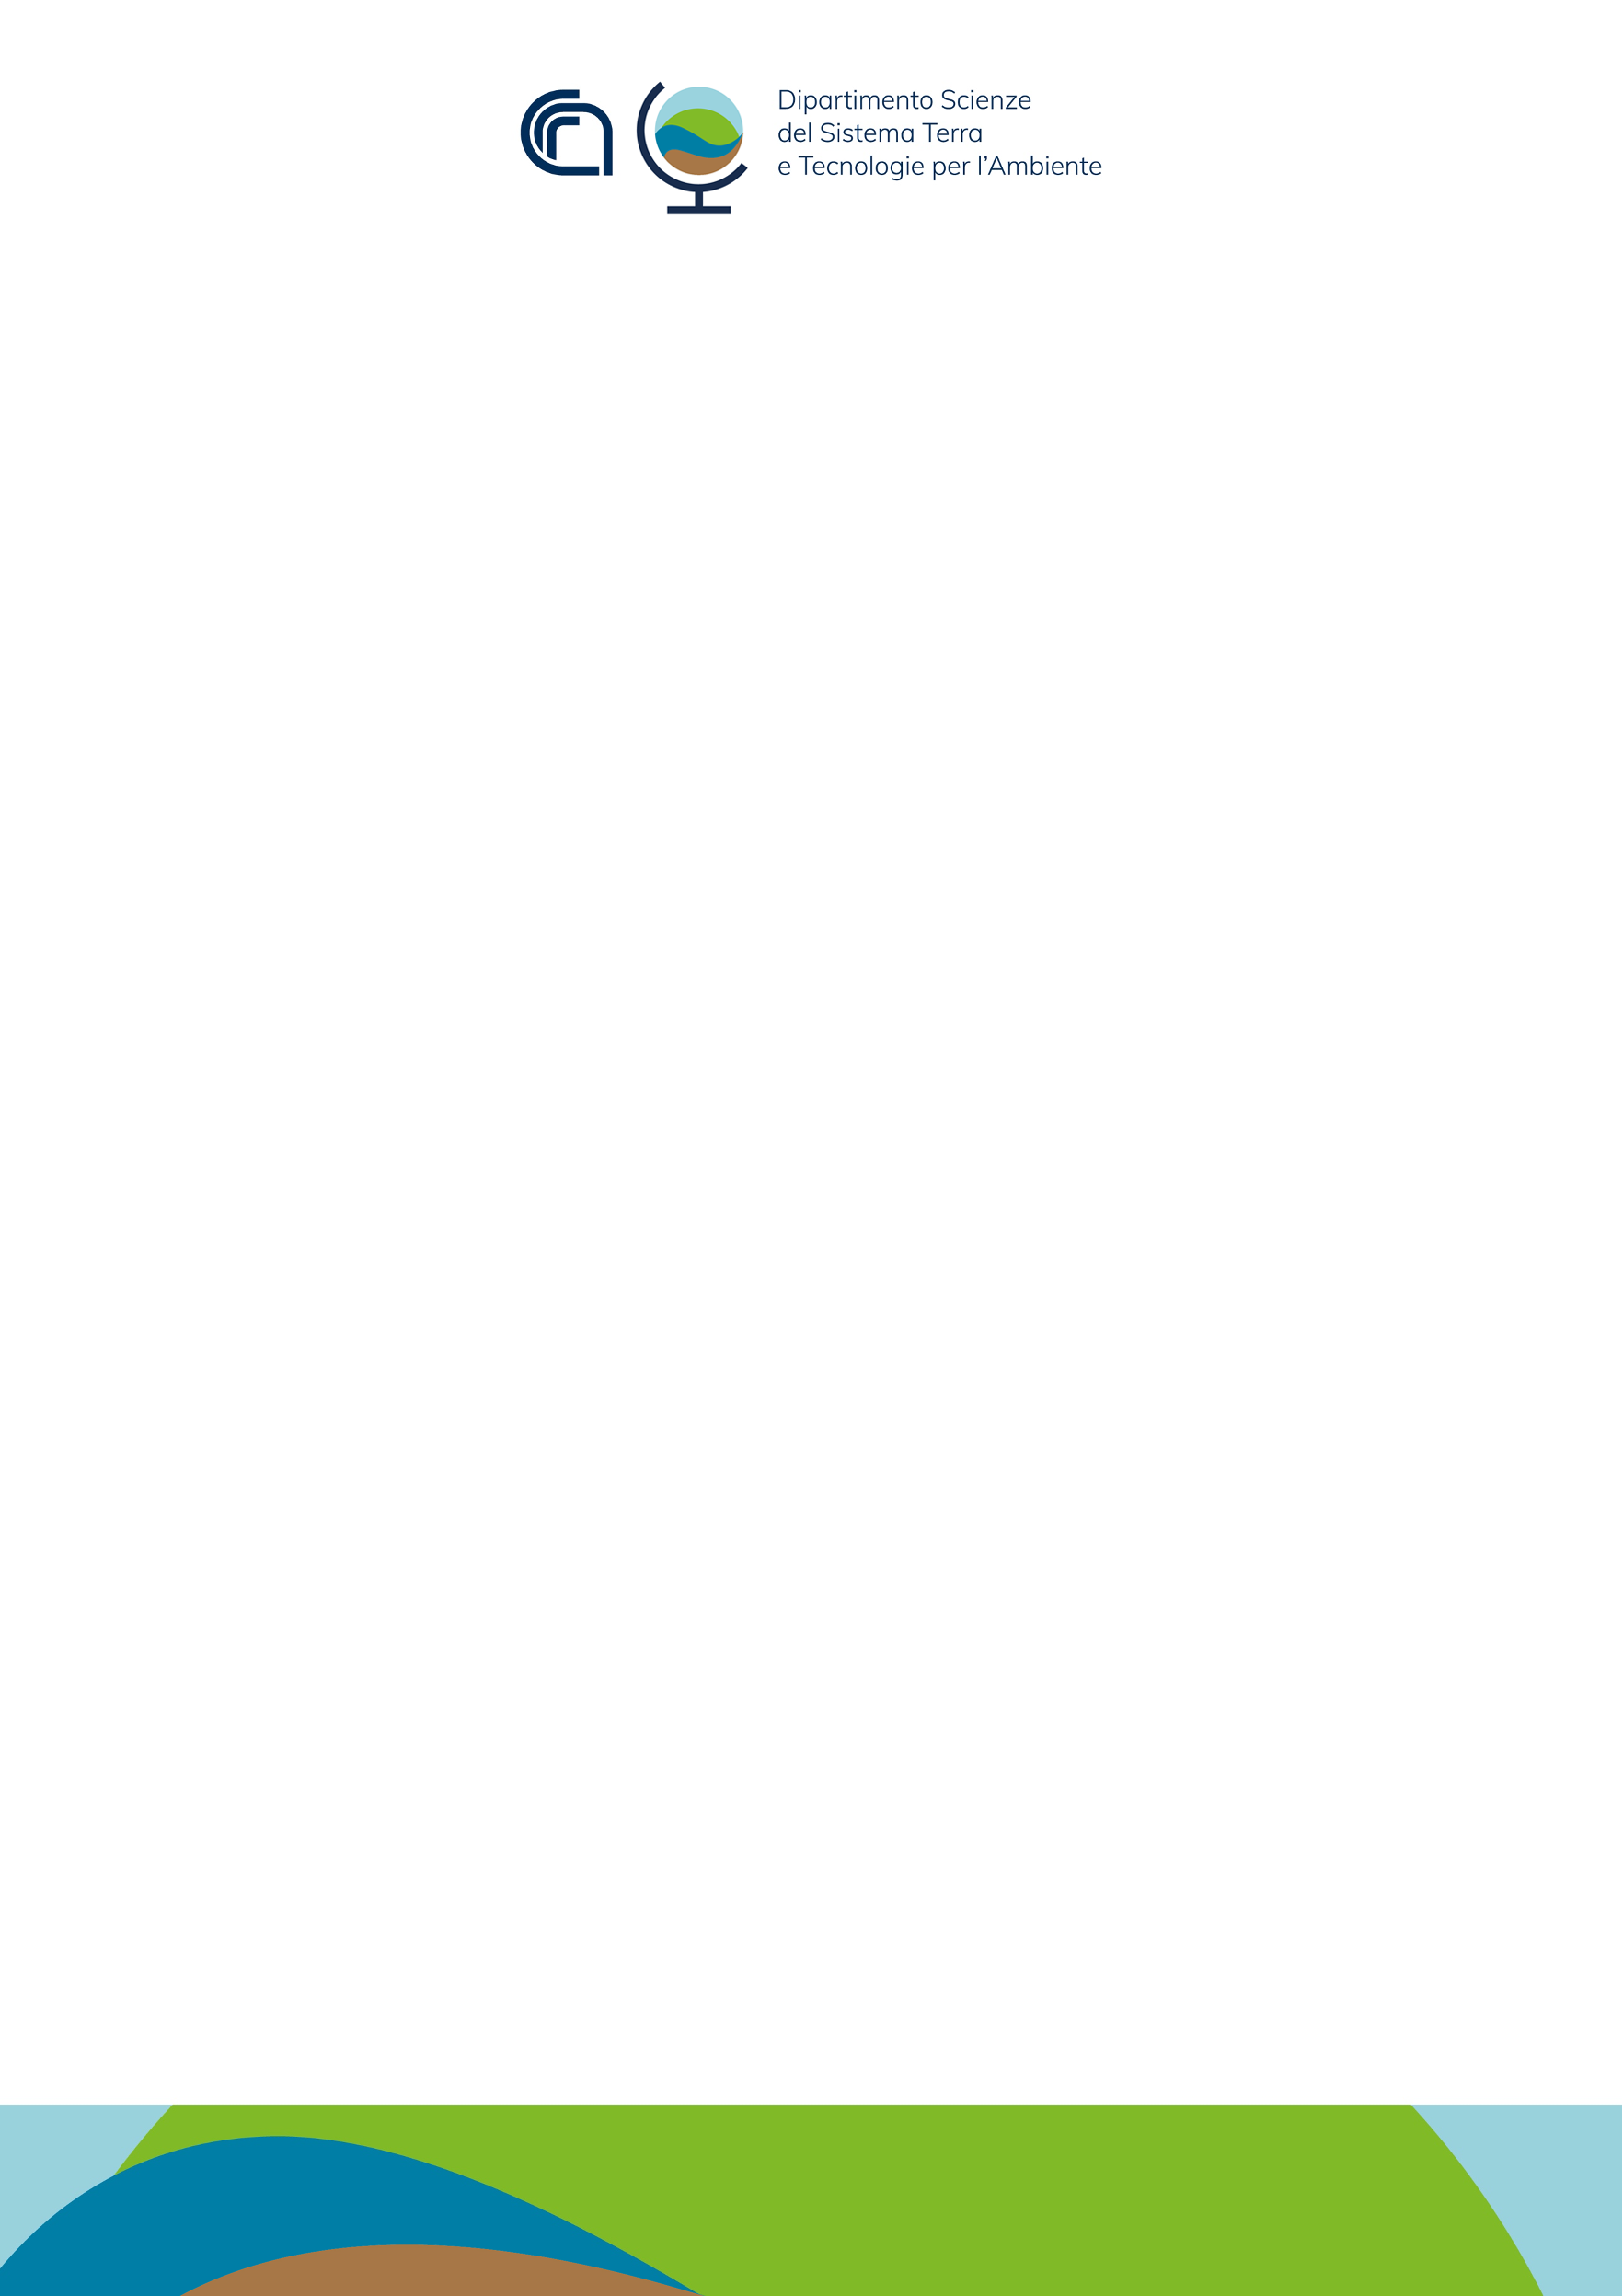 Dipartimento Scienze
del Sistema Terra
e Tecnologie per l'Ambiente